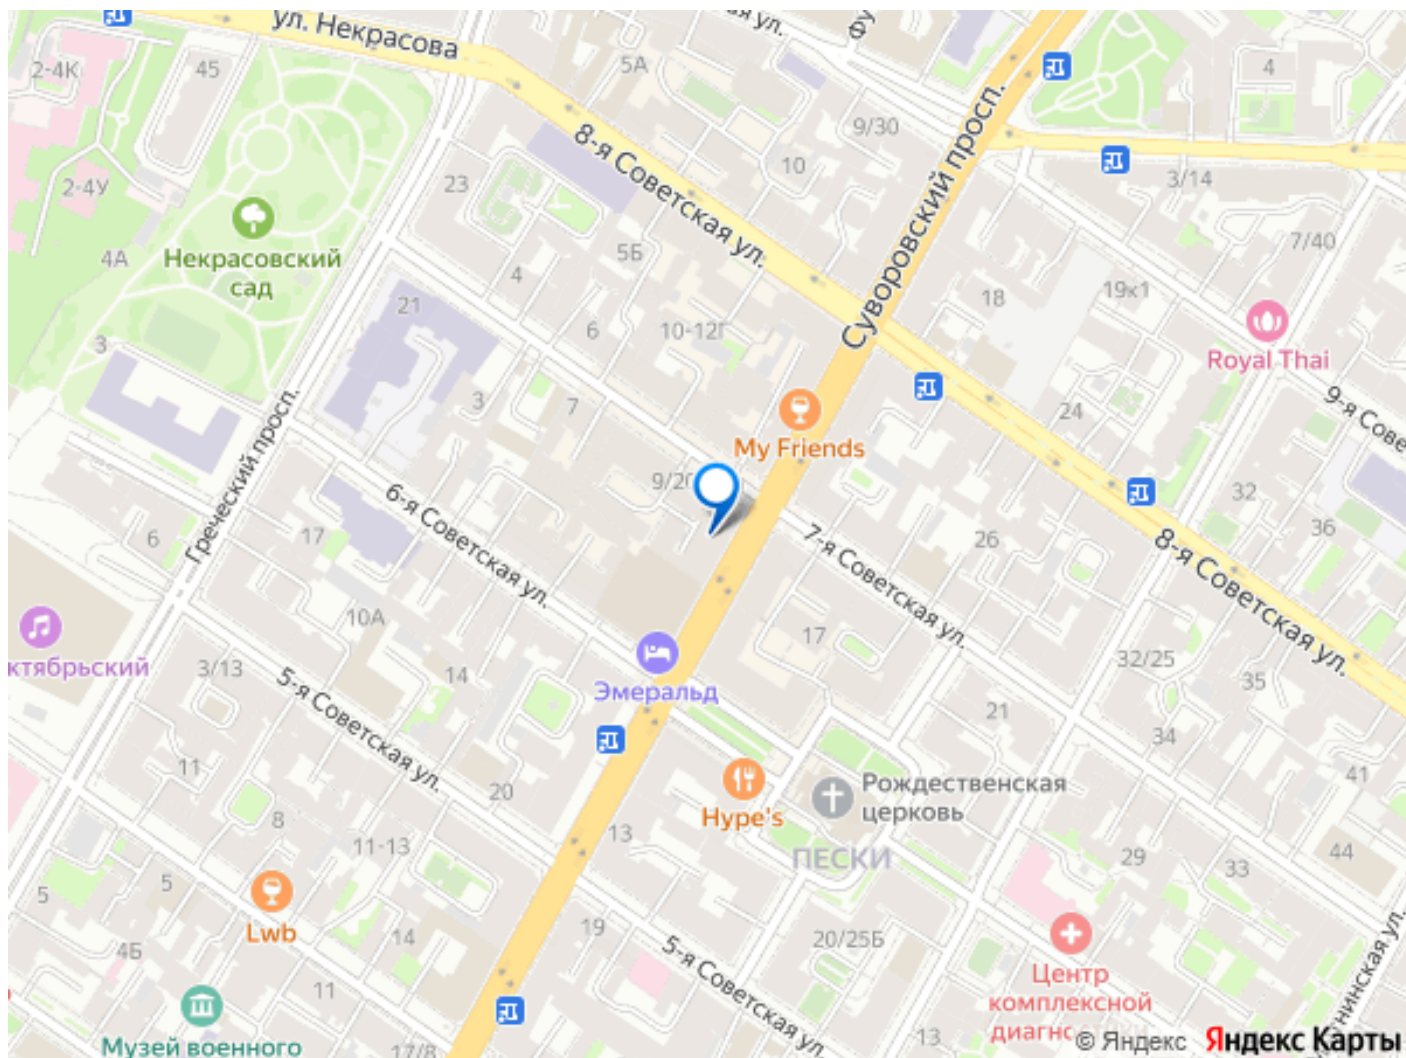 ая ул.
ул. Некрасова
2-4К
45
5А
4
9/30
10
3/14
23
2-4У
8-я Советская ул.
Суворовский просп.
Некрасовский
сад
4А
5Б
7/40
4
19к1
18
21
6
10-12Г
3
Royal Thai
3
7
24
9-я Сове
My Friends
Греческий просп.
9/20
6-я Советская ул.
32
36
6
17
7-я Советская ул.
26
8-я Советская ул.
10А
17
ктябрьский
3/13
14
Эмеральд
32/25
35
5-я Советская ул.
21
34
11
20
Рождественская
церковь
41
Hype's
8
13
11-13
ПЕСКИ
29
33
44
5
5
Lwb
14
19
20/25Б
4Б
5-я Советская ул.
Центр
комплексной
диагнс
нинская ул.
11
Музей военного
17/8
13
© Яндекс Яндекс Карты